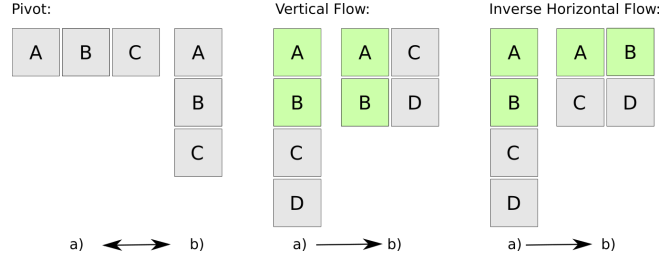 Pivot: Vertical Flow: Inverse Horizontal Flow:
A B C A A A C A A B
B B B D B C D
C C C
D D
a) b) a) b) a) b)